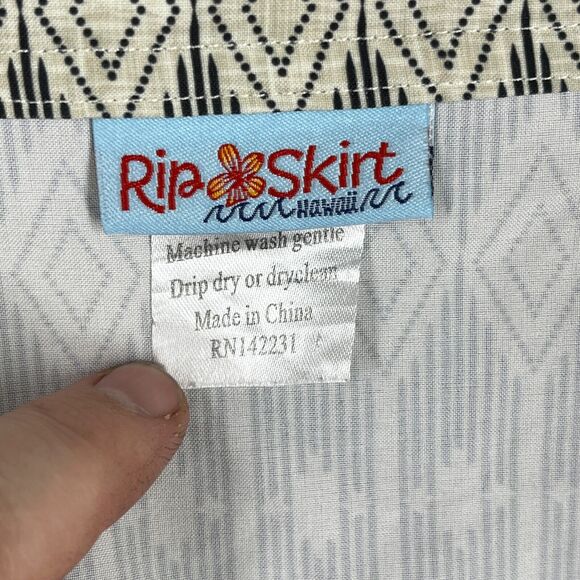 Rip Skirt
Hawaii
Machine wash gentle
Drip dry or dryclean
Made in China
RN142231